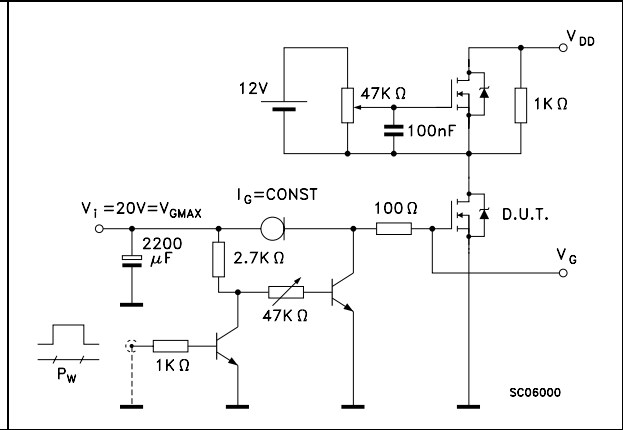 V DD
12V
47K Ω
1K Ω
100nF
I G =CONST
V i =20V=V GMAX
100 Ω
D.U.T.
2200
μF
2.7K Ω
V G
47K Ω
1K Ω
P W
SC06000